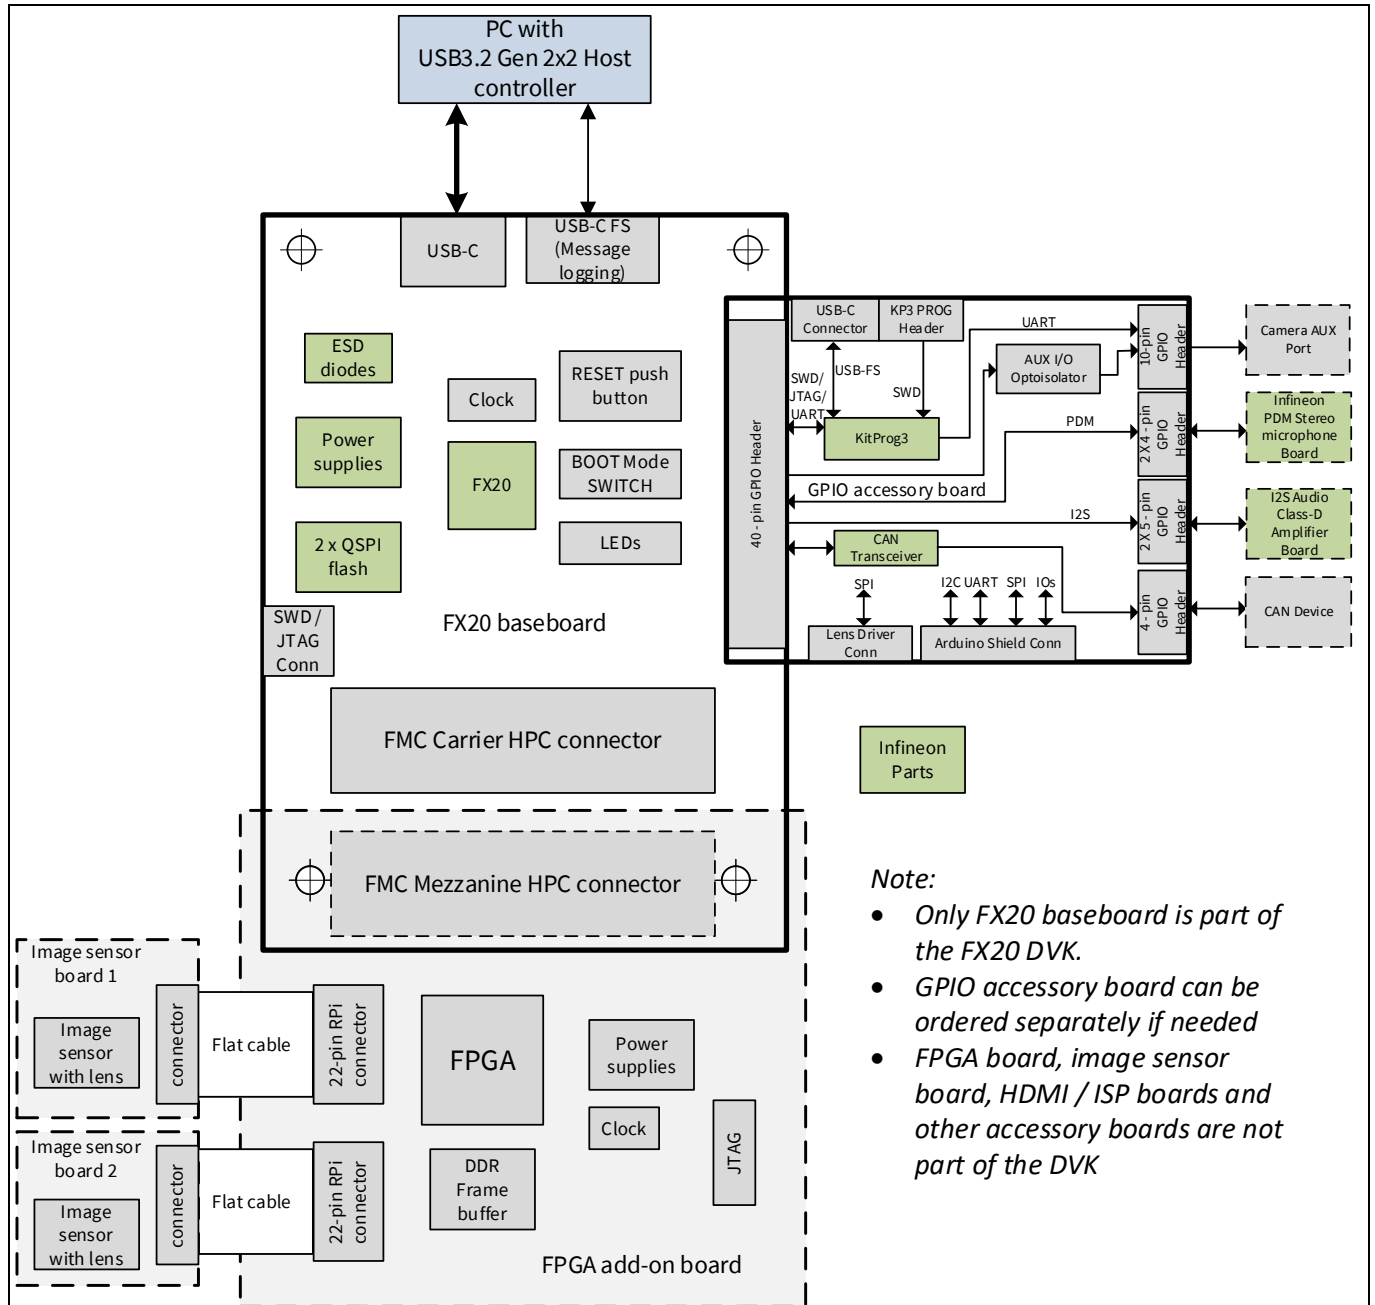 PC with
USB3.2 Gen 2x2 Host
controller
USB-C
USB-C FS
(Message
logging)
ESD
diodes
Clock
RESET push
button
Power
supplies
FX20
BOOT Mode
SWITCH
2 x QSPI
flash
LEDs
SWD /
JTAG
Conn
FX20 baseboard
FMC Carrier HPC connector
FMC Mezzanine HPC connector
40 - pin GPIO Header
USB-C
Connector
KP3 PROG
Header
UART
10-pin
GPIO
Header
Camera AUX
Port
AUX I/O
Optoisolator
SWD/
JTAG/
UART
USB-FS
SWD
KitProg3
PDM
2 X 4 - pin
GPIO
Header
Infineon
PDM Stereo
microphone
Board
GPIO accessory board
I2S
2 X 5 - pin
GPIO
Header
I2S Audio
Class-D
Amplifier
Board
CAN
Transceiver
SPI
I2C UART SPI IOs
4 - pin
GPIO
Header
CAN Device
Lens Driver
Conn
Arduino Shield Conn
Infineon
Parts
Note:
• Only FX20 baseboard is part of
the FX20 DVK.
• GPIO accessory board can be
ordered separately if needed
• FPGA board, image sensor
board, HDMI / ISP boards and
other accessory boards are not
part of the DVK
Image sensor
board 1
Image
sensor
with lens
connector
Flat cable
22-pin RPi
connector
FPGA
Power
supplies
Clock
JTAG
Image sensor
board 2
Image
sensor
with lens
connector
Flat cable
22-pin RPi
connector
DDR
Frame
buffer
FPGA add-on board